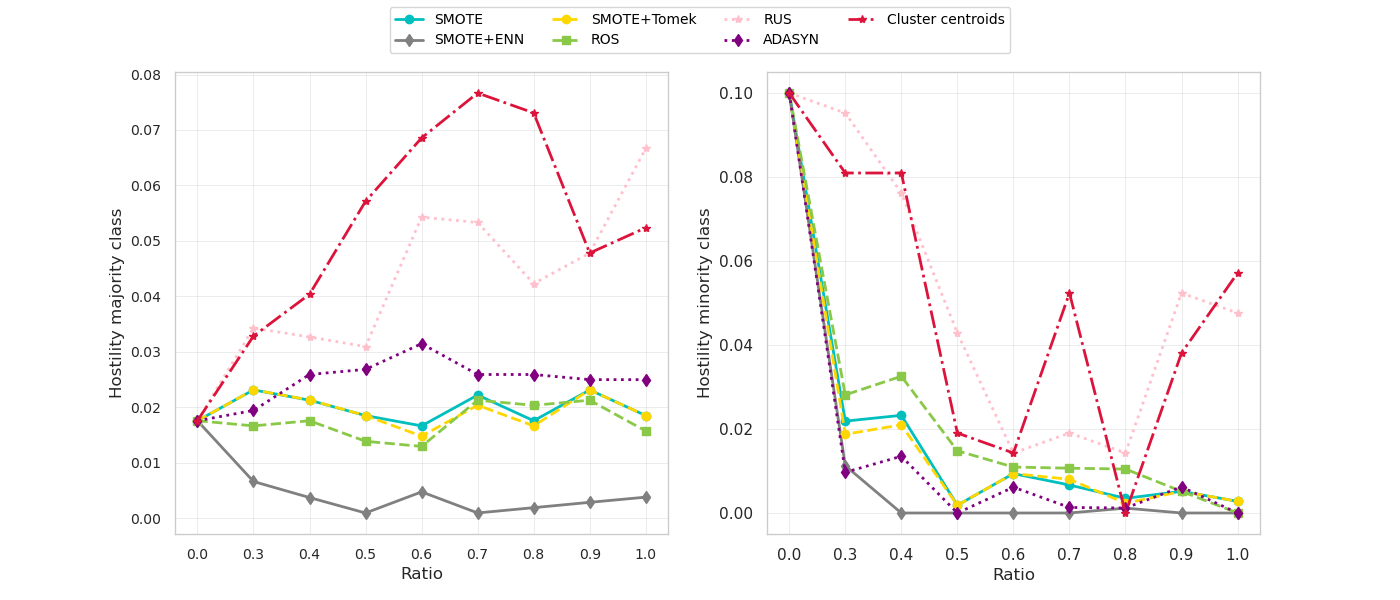 SMOTE SMOTE+Tomek RUS Cluster centroids
SMOTE+ENN ROS ADASYN
0.08
0.07
0.06
0.05
0.04
0.03
0.02
0.01
0.00
Hostility majority class
0.0 0.3 0.4 0.5 0.6 0.7 0.8 0.9 1.0
Ratio
0.10
0.08
0.06
0.04
0.02
0.00
Hostility minority class
0.0 0.3 0.4 0.5 0.6 0.7 0.8 0.9 1.0
Ratio